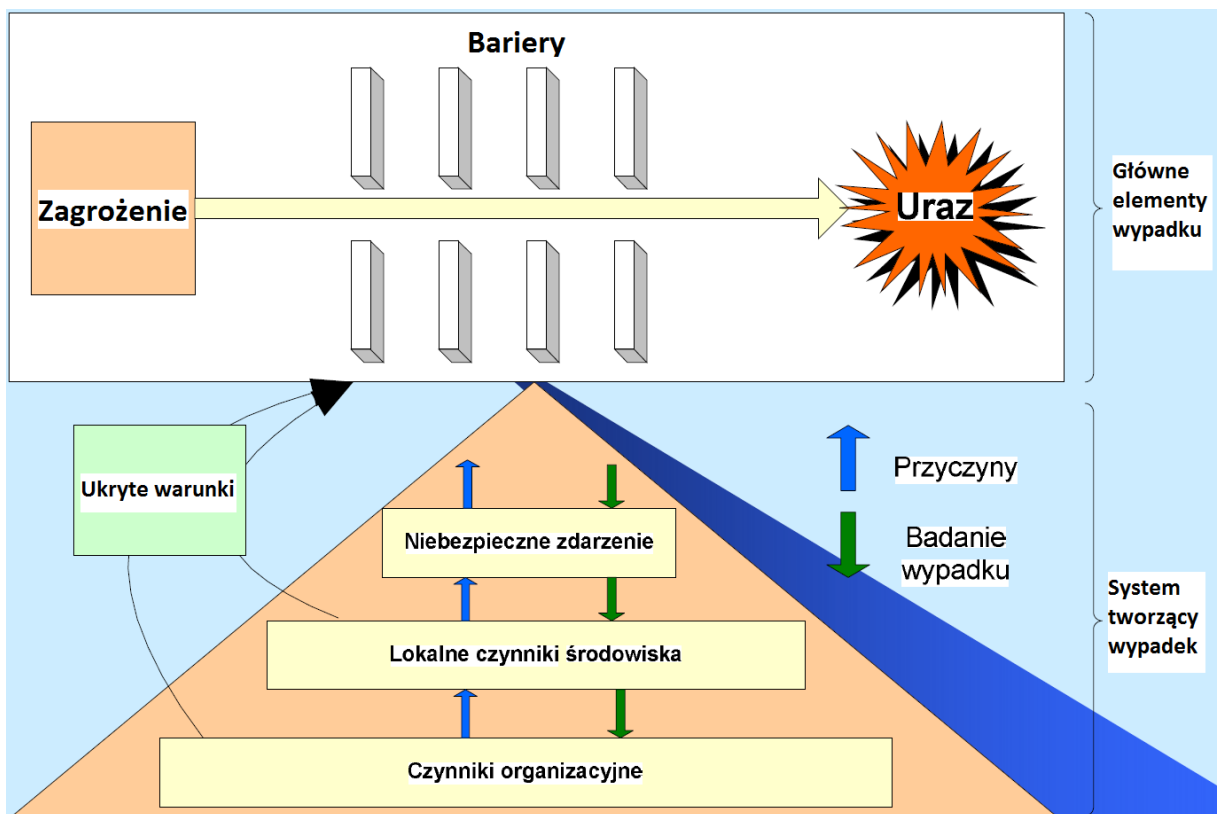 Bariery
Zagrożenie
Uraz
Główne
elementy
wypadku
Ukryte warunki
Przyczyny
Badanie
wypadku
Niebezpieczne zdarzenie
Lokalne czynniki środowiska
Czynniki organizacyjne
System
tworzący
wypadek